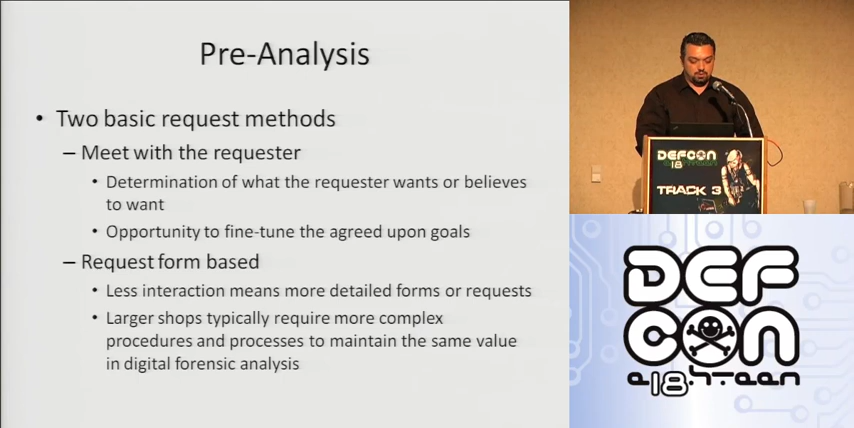 Pre-Analysis
• Two basic request methods
– Meet with the requester
• Determination of what the requester wants or believes
to want
• Opportunity to fine-tune the agreed upon goals
– Request form based
• Less interaction means more detailed forms or requests
• Larger shops typically require more complex
procedures and processes to maintain the same value
in digital forensic analysis
DEFCON
18
TRACK 3
DEF
CON
e18h-teen